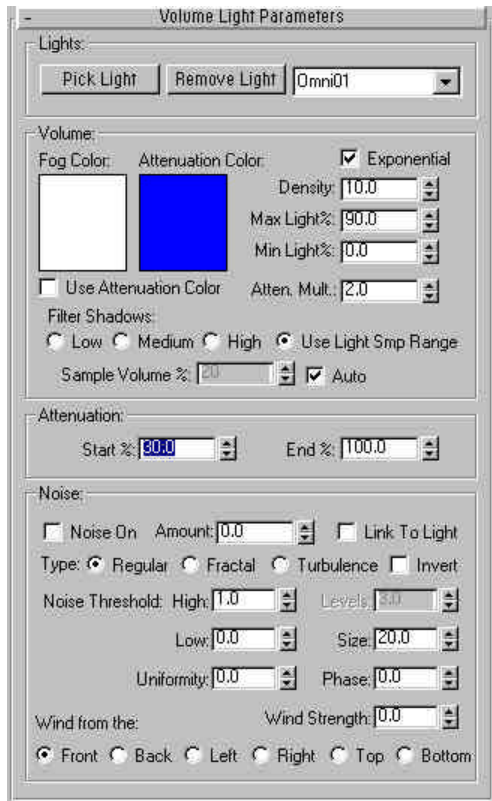 - Volume Light Parameters
Lights:
Pick Light Remove Light Omni01
Volume:
Fog Color: Attenuation Color: Exponential
Density: 10.0
Max Light%: 90.0
Min Light%: 0.0
Use Attenuation Color Atten. Mult.: 2.0
Filter Shadows:
Low Medium High Use Light Smp Range
Sample Volume %: 20 Auto
Attenuation:
Start %: 30.0 End %: 100.0
Noise:
Noise On Amount: 0.0 Link To Light
Type: Regular Fractal Turbulence Invert
Noise Threshold: High: 1.0 Levels: 3.0
Low: 0.0 Size: 20.0
Uniformity: 0.0 Phase: 0.0
Wind from the: Wind Strength: 0.0
Front Back Left Right Top Bottom